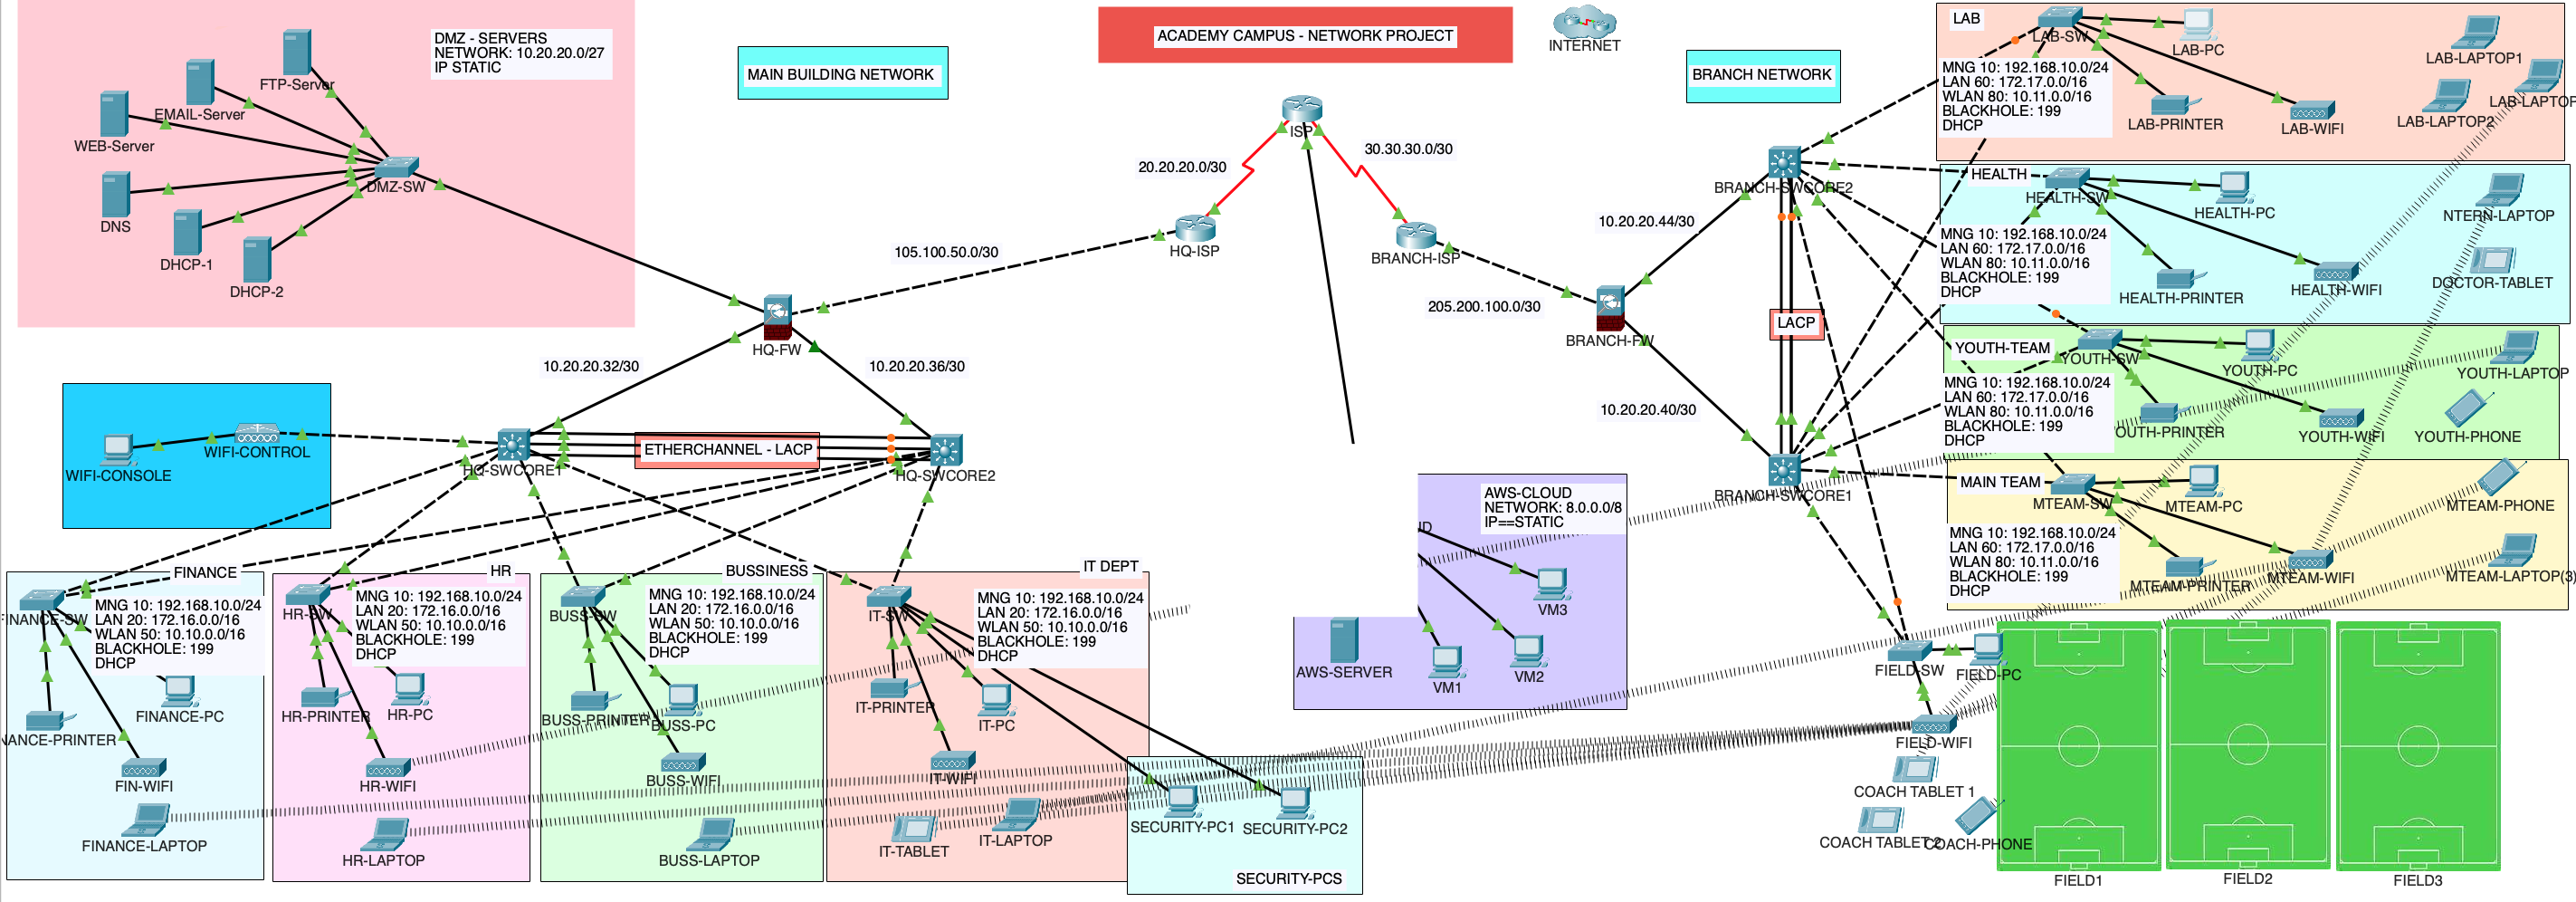 ACADEMY CAMPUS - NETWORK PROJECT
INTERNET
DMZ - SERVERS
NETWORK: 10.20.20.0/27
IP STATIC
FTP-Server
EMAIL-Server
WEB-Server
DNS
DHCP-1
DHCP-2
DMZ-SW
MAIN BUILDING NETWORK
BRANCH NETWORK
ISP
20.20.20.0/30
30.30.30.0/30
HQ-ISP
BRANCH-ISP
105.100.50.0/30
205.200.100.0/30
HQ-FW
BRANCH-FW
10.20.20.32/30
10.20.20.36/30
10.20.20.44/30
10.20.20.40/30
WIFI-CONSOLE
WIFI-CONTROL
HQ-SWCORE1
ETHERCHANNEL - LACP
HQ-SWCORE2
BRANCH-SWCORE2
LACP
BRANCH-SWCORE1
LAB
LAB-SW
LAB-PC
LAB-PRINTER
LAB-WIFI
LAB-LAPTOP1
LAB-LAPTOP2
LAB-LAPTOP
MNG 10: 192.168.10.0/24
LAN 60: 172.17.0.0/16
WLAN 80: 10.11.0.0/16
BLACKHOLE: 199
DHCP
HEALTH
HEALTH-SW
HEALTH-PC
HEALTH-PRINTER
HEALTH-WIFI
NTERN-LAPTOP
DOCTOR-TABLET
MNG 10: 192.168.10.0/24
LAN 60: 172.17.0.0/16
WLAN 80: 10.11.0.0/16
BLACKHOLE: 199
DHCP
YOUTH-TEAM
YOUTH-SW
YOUTH-PC
OUTH-PRINTER
YOUTH-WIFI
YOUTH-LAPTOP
YOUTH-PHONE
MNG 10: 192.168.10.0/24
LAN 60: 172.17.0.0/16
WLAN 80: 10.11.0.0/16
BLACKHOLE: 199
DHCP
MAIN TEAM
MTEAM-SW
MTEAM-PC
MTEAM-PRINTER
MTEAM-WIFI
MTEAM-PHONE
MTEAM-LAPTOP(3)
MNG 10: 192.168.10.0/24
LAN 60: 172.17.0.0/16
WLAN 80: 10.11.0.0/16
BLACKHOLE: 199
DHCP
FINANCE
INANCE-SW
MNG 10: 192.168.10.0/24
LAN 20: 172.16.0.0/16
WLAN 50: 10.10.0.0/16
BLACKHOLE: 199
DHCP
FINANCE-PC
NANCE-PRINTER
FIN-WIFI
FINANCE-LAPTOP
HR
HR-SW
MNG 10: 192.168.10.0/24
LAN 20: 172.16.0.0/16
WLAN 50: 10.10.0.0/16
BLACKHOLE: 199
DHCP
HR-PRINTER
HR-PC
HR-WIFI
HR-LAPTOP
BUSSINESS
BUSS-SW
MNG 10: 192.168.10.0/24
LAN 20: 172.16.0.0/16
WLAN 50: 10.10.0.0/16
BLACKHOLE: 199
DHCP
BUSS-PRINTER
BUSS-PC
BUSS-WIFI
BUSS-LAPTOP
IT DEPT
IT-SW
MNG 10: 192.168.10.0/24
LAN 20: 172.16.0.0/16
WLAN 50: 10.10.0.0/16
BLACKHOLE: 199
DHCP
IT-PRINTER
IT-PC
IT-WIFI
IT-TABLET
IT-LAPTOP
SECURITY-PC1
SECURITY-PC2
SECURITY-PCS
AWS-CLOUD
NETWORK: 8.0.0.0/8
IP==STATIC
AWS-SERVER
VM3
VM1
VM2
FIELD-SW
FIELD-PC
FIELD-WIFI
COACH TABLET 1
COACH TABLET 2
COACH-PHONE
FIELD1
FIELD2
FIELD3